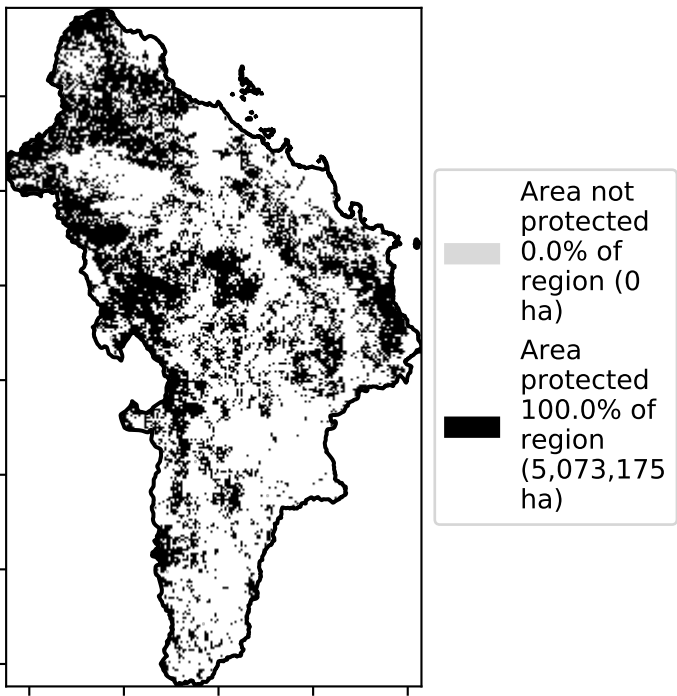 Area not
protected
0.0% of
region (0
ha)
Area
protected
100.0% of
region
(5,073,175
ha)